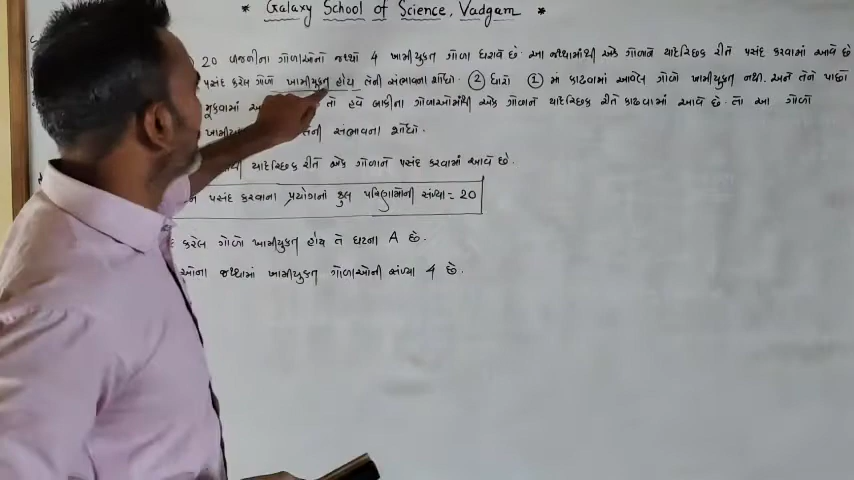 * Galaxy School of Science, Vadgam *
20 વીજળીના ગોળાઓનો જથ્થો 4 ખામીયુક્ત ગોળા ધરાવે છે. આ જથ્થામાંથી એક ગોળાને યાદચ્છિક રીતે પસંદ કરવામાં આવે છે
પસંદ કરેલ ગોળો ખામીયુક્ત હોય તેની સંભાવના શોધો. (2) ધારો (1) માં કાઢવામાં આવેલ ગોળો ખામીયુક્ત નથી. અને તેને પાછો
મૂકવામાં તો હવે બાકીના ગોળાઓમાંથી એક ગોળાને યાદચ્છિક રીતે કાઢવામાં આવે છે. તો આ ગોળો
ખામીયુ તેની સંભાવના શોધો.
યાદચ્છિક રીતે એક ગોળાને પસંદ કરવામાં આવે છે.
પસંદ કરવાના પ્રયોગનાં કુલ પરિણામોની સંખ્યા = 20
કરેલ ગોળો ખામીયુક્ત હોય તે ઘટના A છે.
ઓના જથ્થામાં ખામીયુક્ત ગોળાઓની સંખ્યા 4 છે.